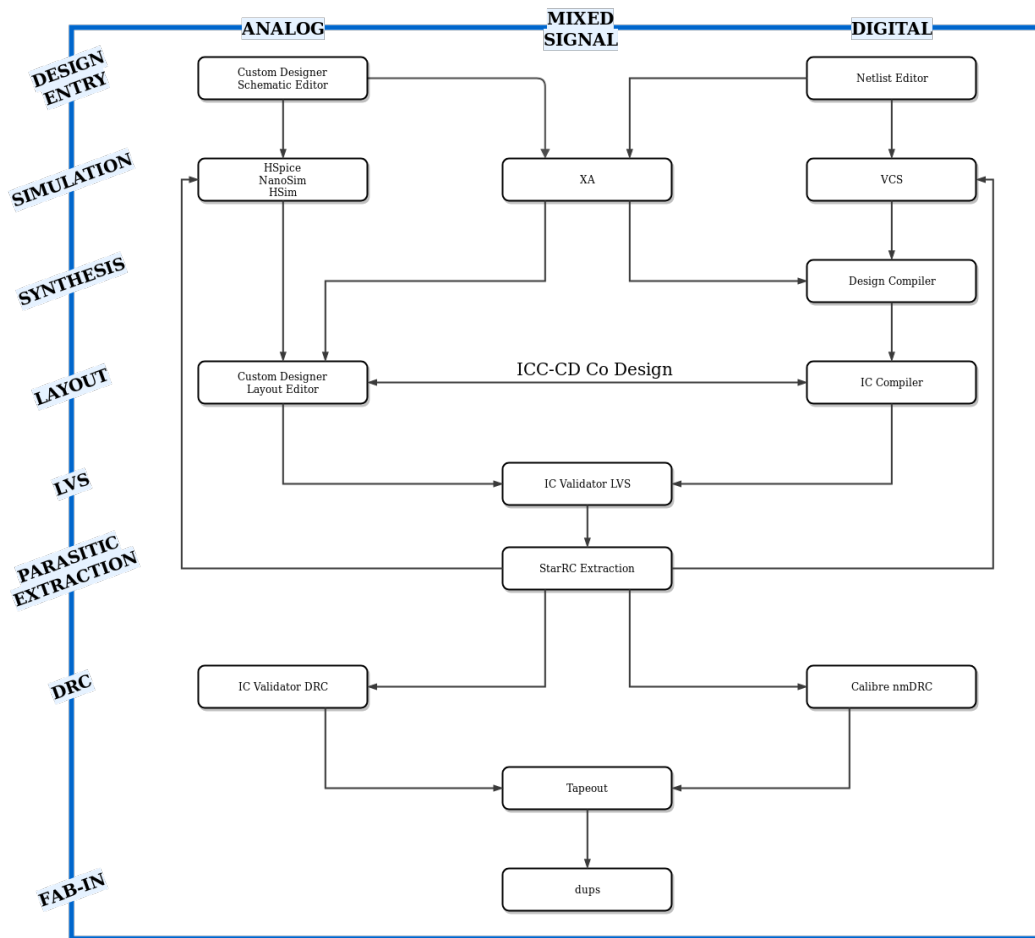 ANALOG
MIXED
SIGNAL
DIGITAL
DESIGN
ENTRY
Custom Designer
Schematic Editor
Netlist Editor
SIMULATION
HSpice
NanoSim
HSim
XA
VCS
SYNTHESIS
Design Compiler
LAYOUT
Custom Designer
Layout Editor
ICC-CD Co Design
IC Compiler
LVS
IC Validator LVS
PARASITIC
EXTRACTION
StarRC Extraction
DRC
IC Validator DRC
Calibre nmDRC
Tapeout
FAB-IN
dups